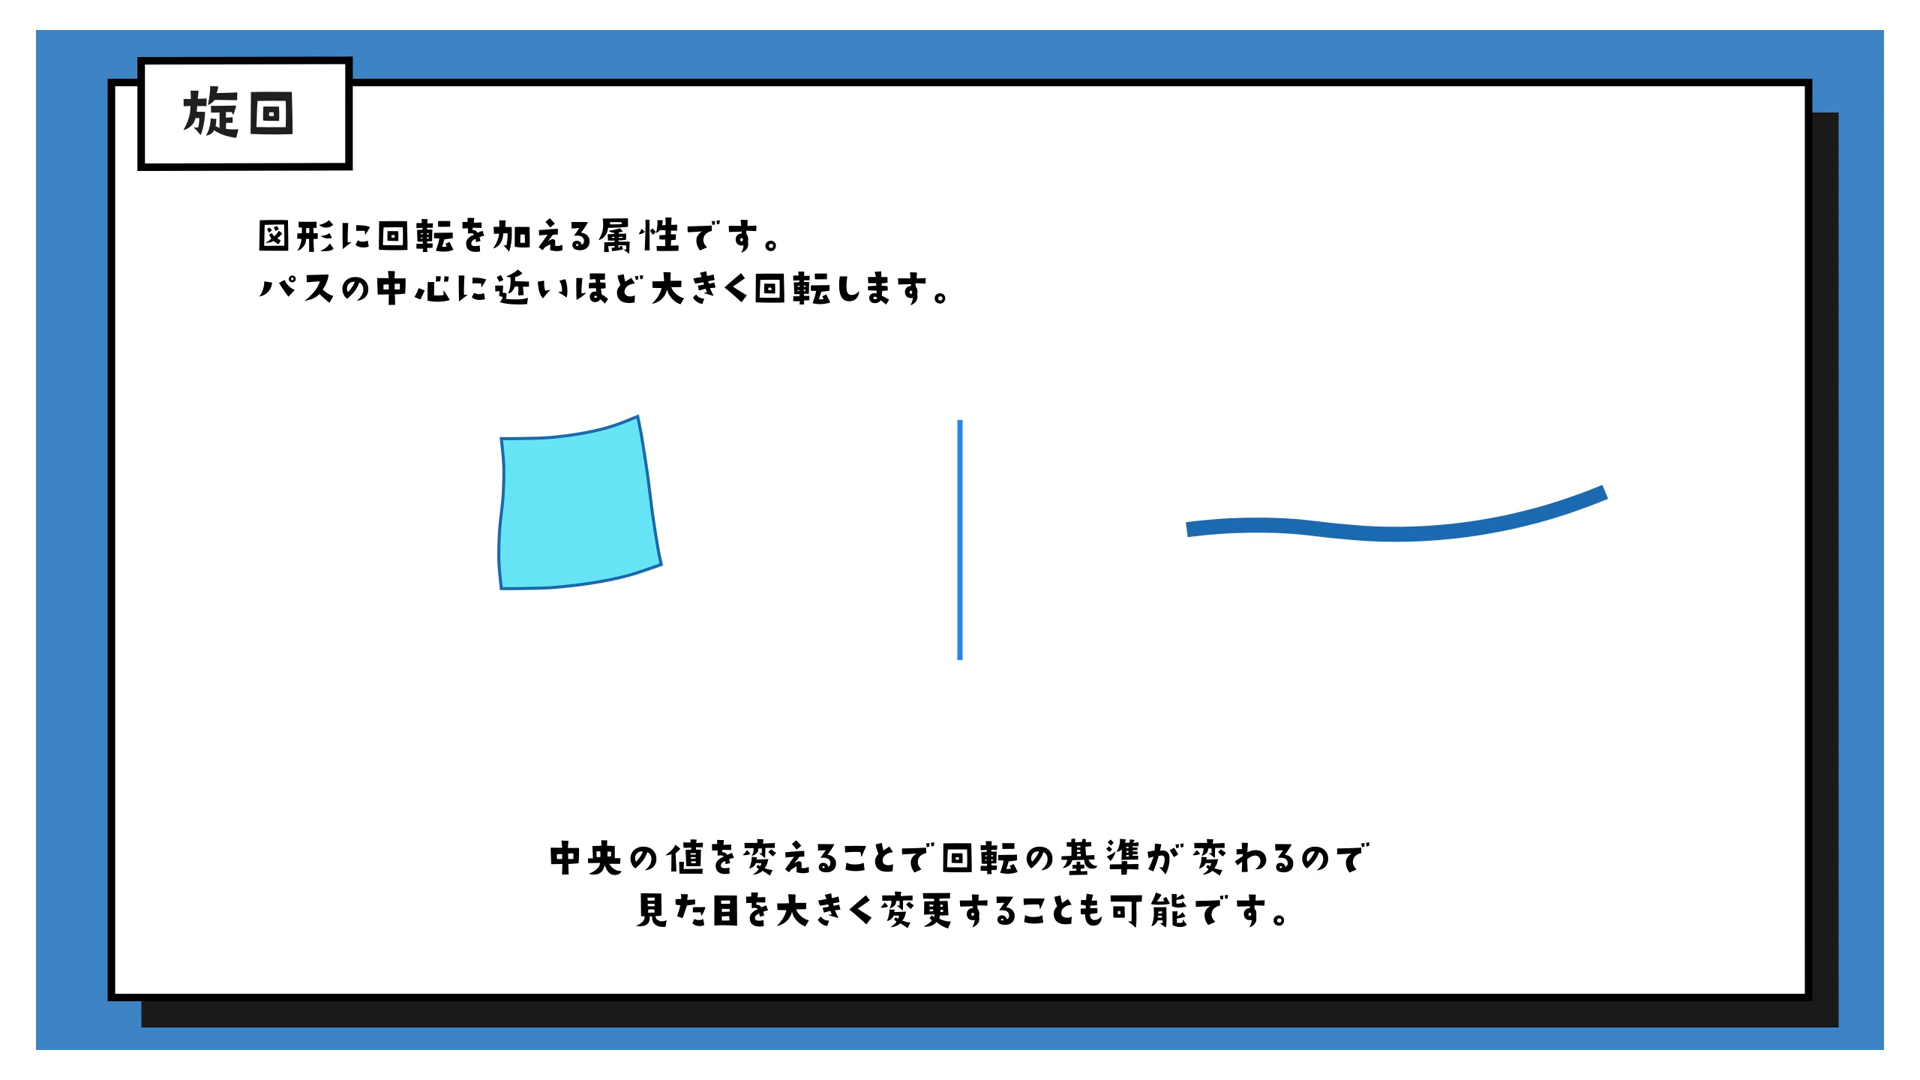 旋回
図形に回転を加える属性です。
パスの中心に近いほど大きく回転します。
中央の値を変えることで回転の基準が変わるので
見た目を大きく変更することも可能です。